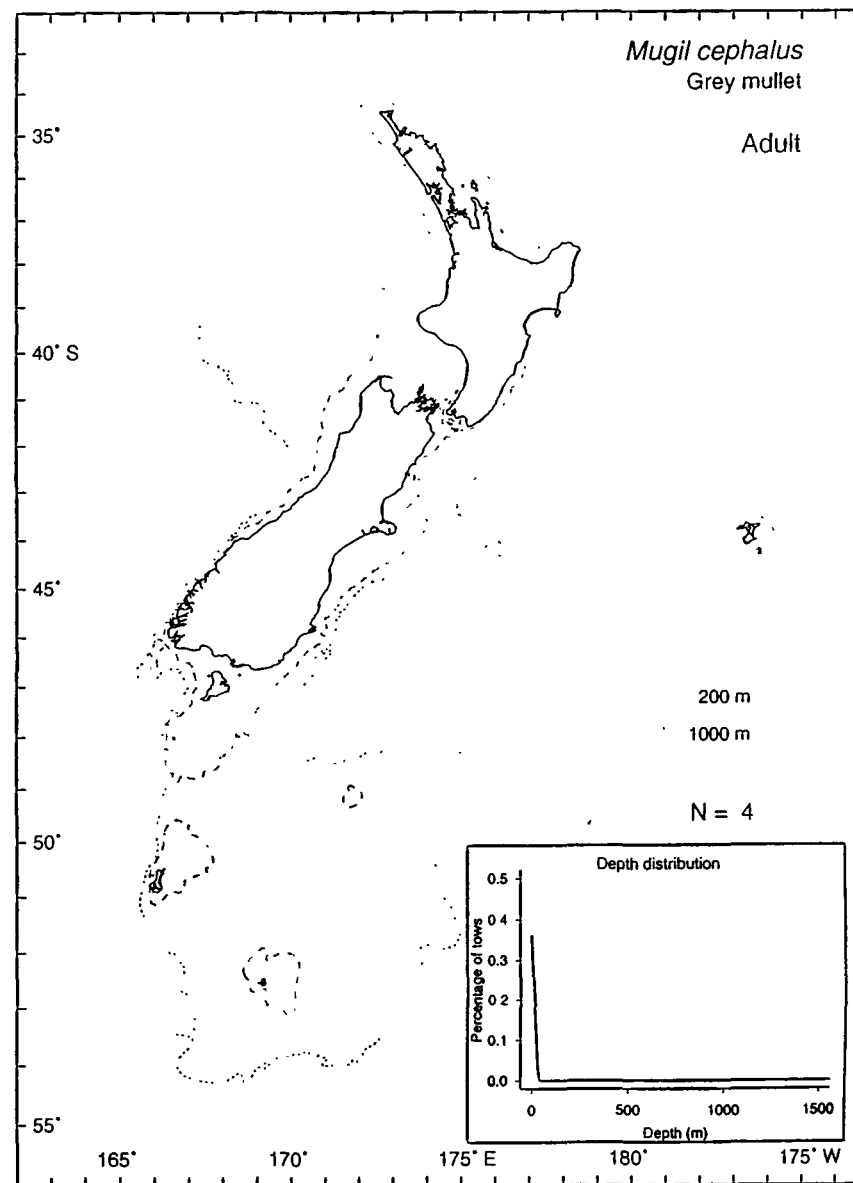 Mugil cephalus
Grey mullet
Adult
35°
40° S
45°
200 m
1000 m
N = 4
50°
Depth distribution
0.5
0 4
0.3
0.2
0.1
0.0
Percentage of tows
0
500
1000
1500
Depth (m)
55°
165°
170°
175° E
180°
175° W